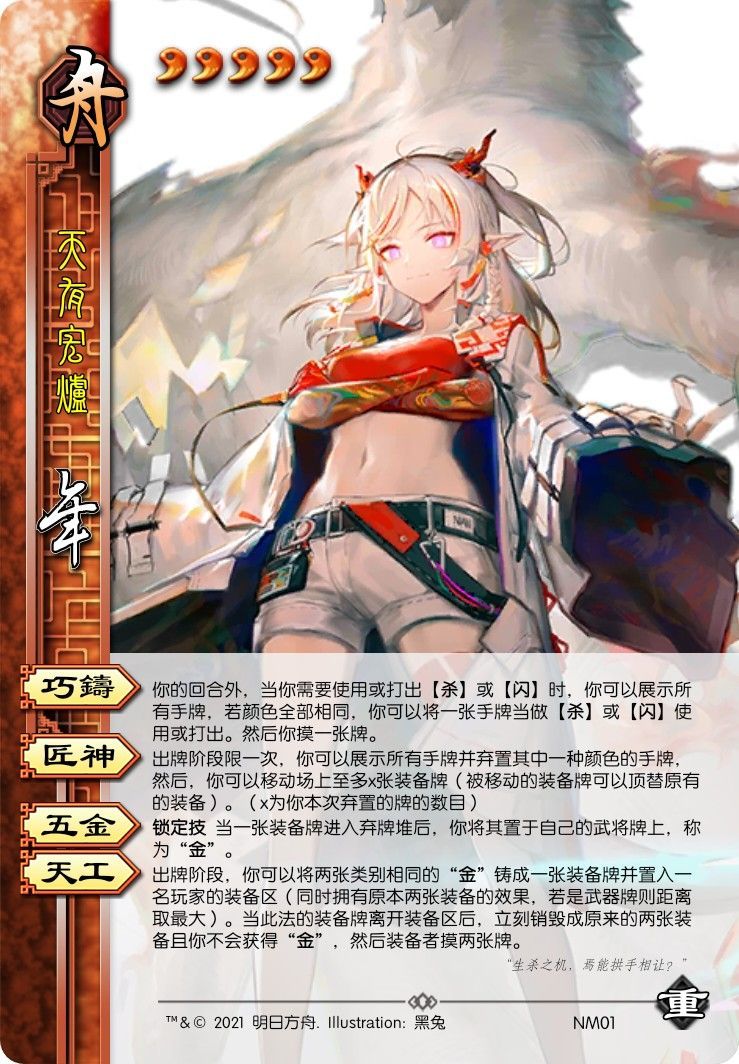 舟
天有宏爐
年
巧鑄
你的回合外，当你需要使用或打出【杀】或【闪】时，你可以展示所
有手牌，若颜色全部相同，你可以将一张手牌当做【杀】或【闪】使
用或打出。然后你摸一张牌。
匠神
出牌阶段限一次，你可以展示所有手牌并弃置其中一种颜色的手牌，
然后，你可以移动场上至多x张装备牌（被移动的装备牌可以顶替原有
的装备）。（x为你本次弃置的牌的数目）
五金
锁定技 当一张装备牌进入弃牌堆后，你将其置于自己的武将牌上，称
为“金”。
天工
出牌阶段，你可以将两张类别相同的“金”铸成一张装备牌并置入一
名玩家的装备区（同时拥有原本两张装备的效果，若是武器牌则距离
取最大）。当此法的装备牌离开装备区后，立刻销毁成原来的两张装
备且你不会获得“金”，然后装备者摸两张牌。
“生杀之机，焉能拱手相让？”
重
™&© 2021 明日方舟. Illustration: 黑兔
NM01